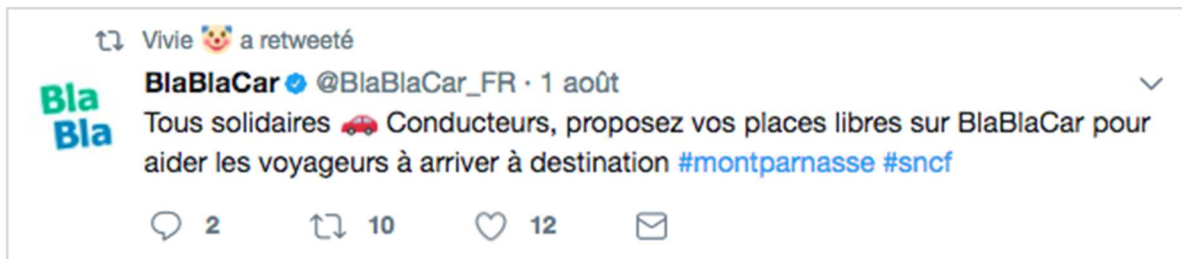 Vivie 🤡 a retweeté
BlaBlaCar @BlaBlaCar_FR · 1 août
Bla
Bla
Tous solidaires 🚗 Conducteurs, proposez vos places libres sur BlaBlaCar pour
aider les voyageurs à arriver à destination #montparnasse #sncf
2 10 12